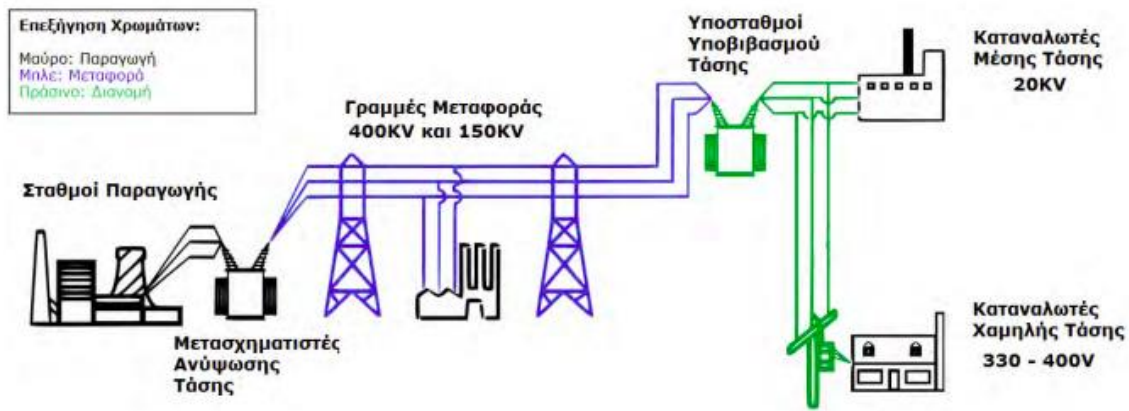 Επεξήγηση Χρωμάτων:
Μαύρο: Παραγωγή
Μπλε: Μεταφορά
Πράσινο: Διανομή
Σταθμοί Παραγωγής
Μετασχηματιστές
Ανύψωσης
Τάσης
Γραμμές Μεταφοράς
400KV και 150KV
Υποσταθμοί
Υποβιβασμού
Τάσης
Καταναλωτές
Μέσης Τάσης
20KV
Καταναλωτές
Χαμηλής Τάσης
330 - 400V